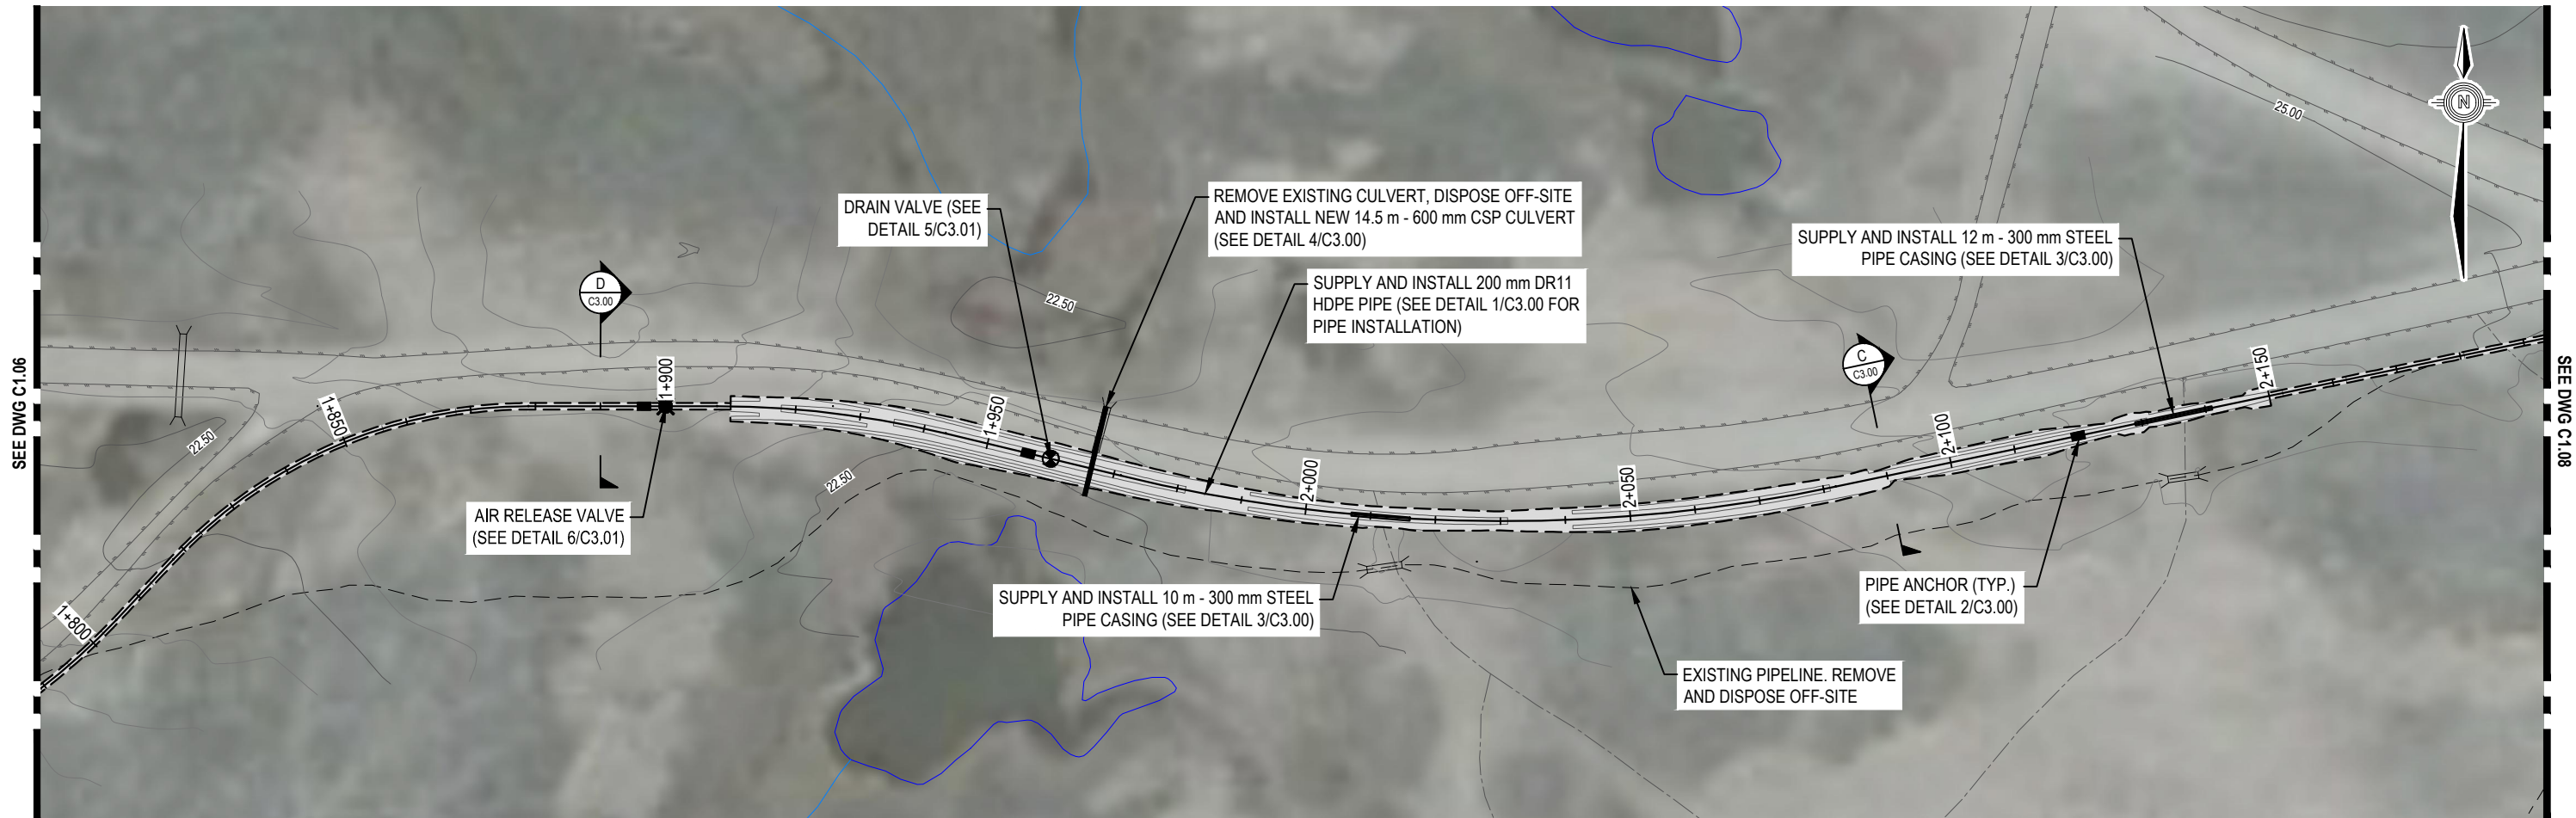 25.00
N
DRAIN VALVE (SEE
DETAIL 5/C3.01)
REMOVE EXISTING CULVERT, DISPOSE OFF-SITE
AND INSTALL NEW 14.5 m - 600 mm CSP CULVERT
(SEE DETAIL 4/C3.00)
SUPPLY AND INSTALL 12 m - 300 mm STEEL
PIPE CASING (SEE DETAIL 3/C3.00)
SUPPLY AND INSTALL 200 mm DR11
HDPE PIPE (SEE DETAIL 1/C3.00 FOR
PIPE INSTALLATION)
D
C3.00
22.50
C
C3.00
SEE DWG C1.06
SEE DWG C1.08
1+800
1+850
1+900
1+950
2+000
2+050
2+100
2+150
22.50
22.50
AIR RELEASE VALVE
(SEE DETAIL 6/C3.01)
SUPPLY AND INSTALL 10 m - 300 mm STEEL
PIPE CASING (SEE DETAIL 3/C3.00)
PIPE ANCHOR (TYP.)
(SEE DETAIL 2/C3.00)
EXISTING PIPELINE. REMOVE
AND DISPOSE OFF-SITE